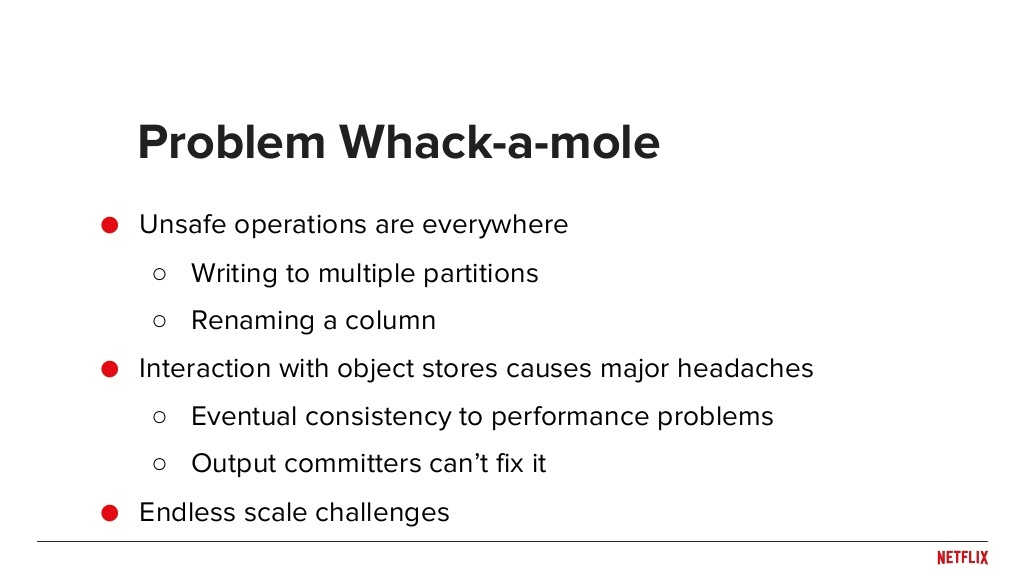 Problem Whack-a-mole
● Unsafe operations are everywhere
○ Writing to multiple partitions
○ Renaming a column
● Interaction with object stores causes major headaches
○ Eventual consistency to performance problems
○ Output committers can’t fix it
● Endless scale challenges
NETFLIX